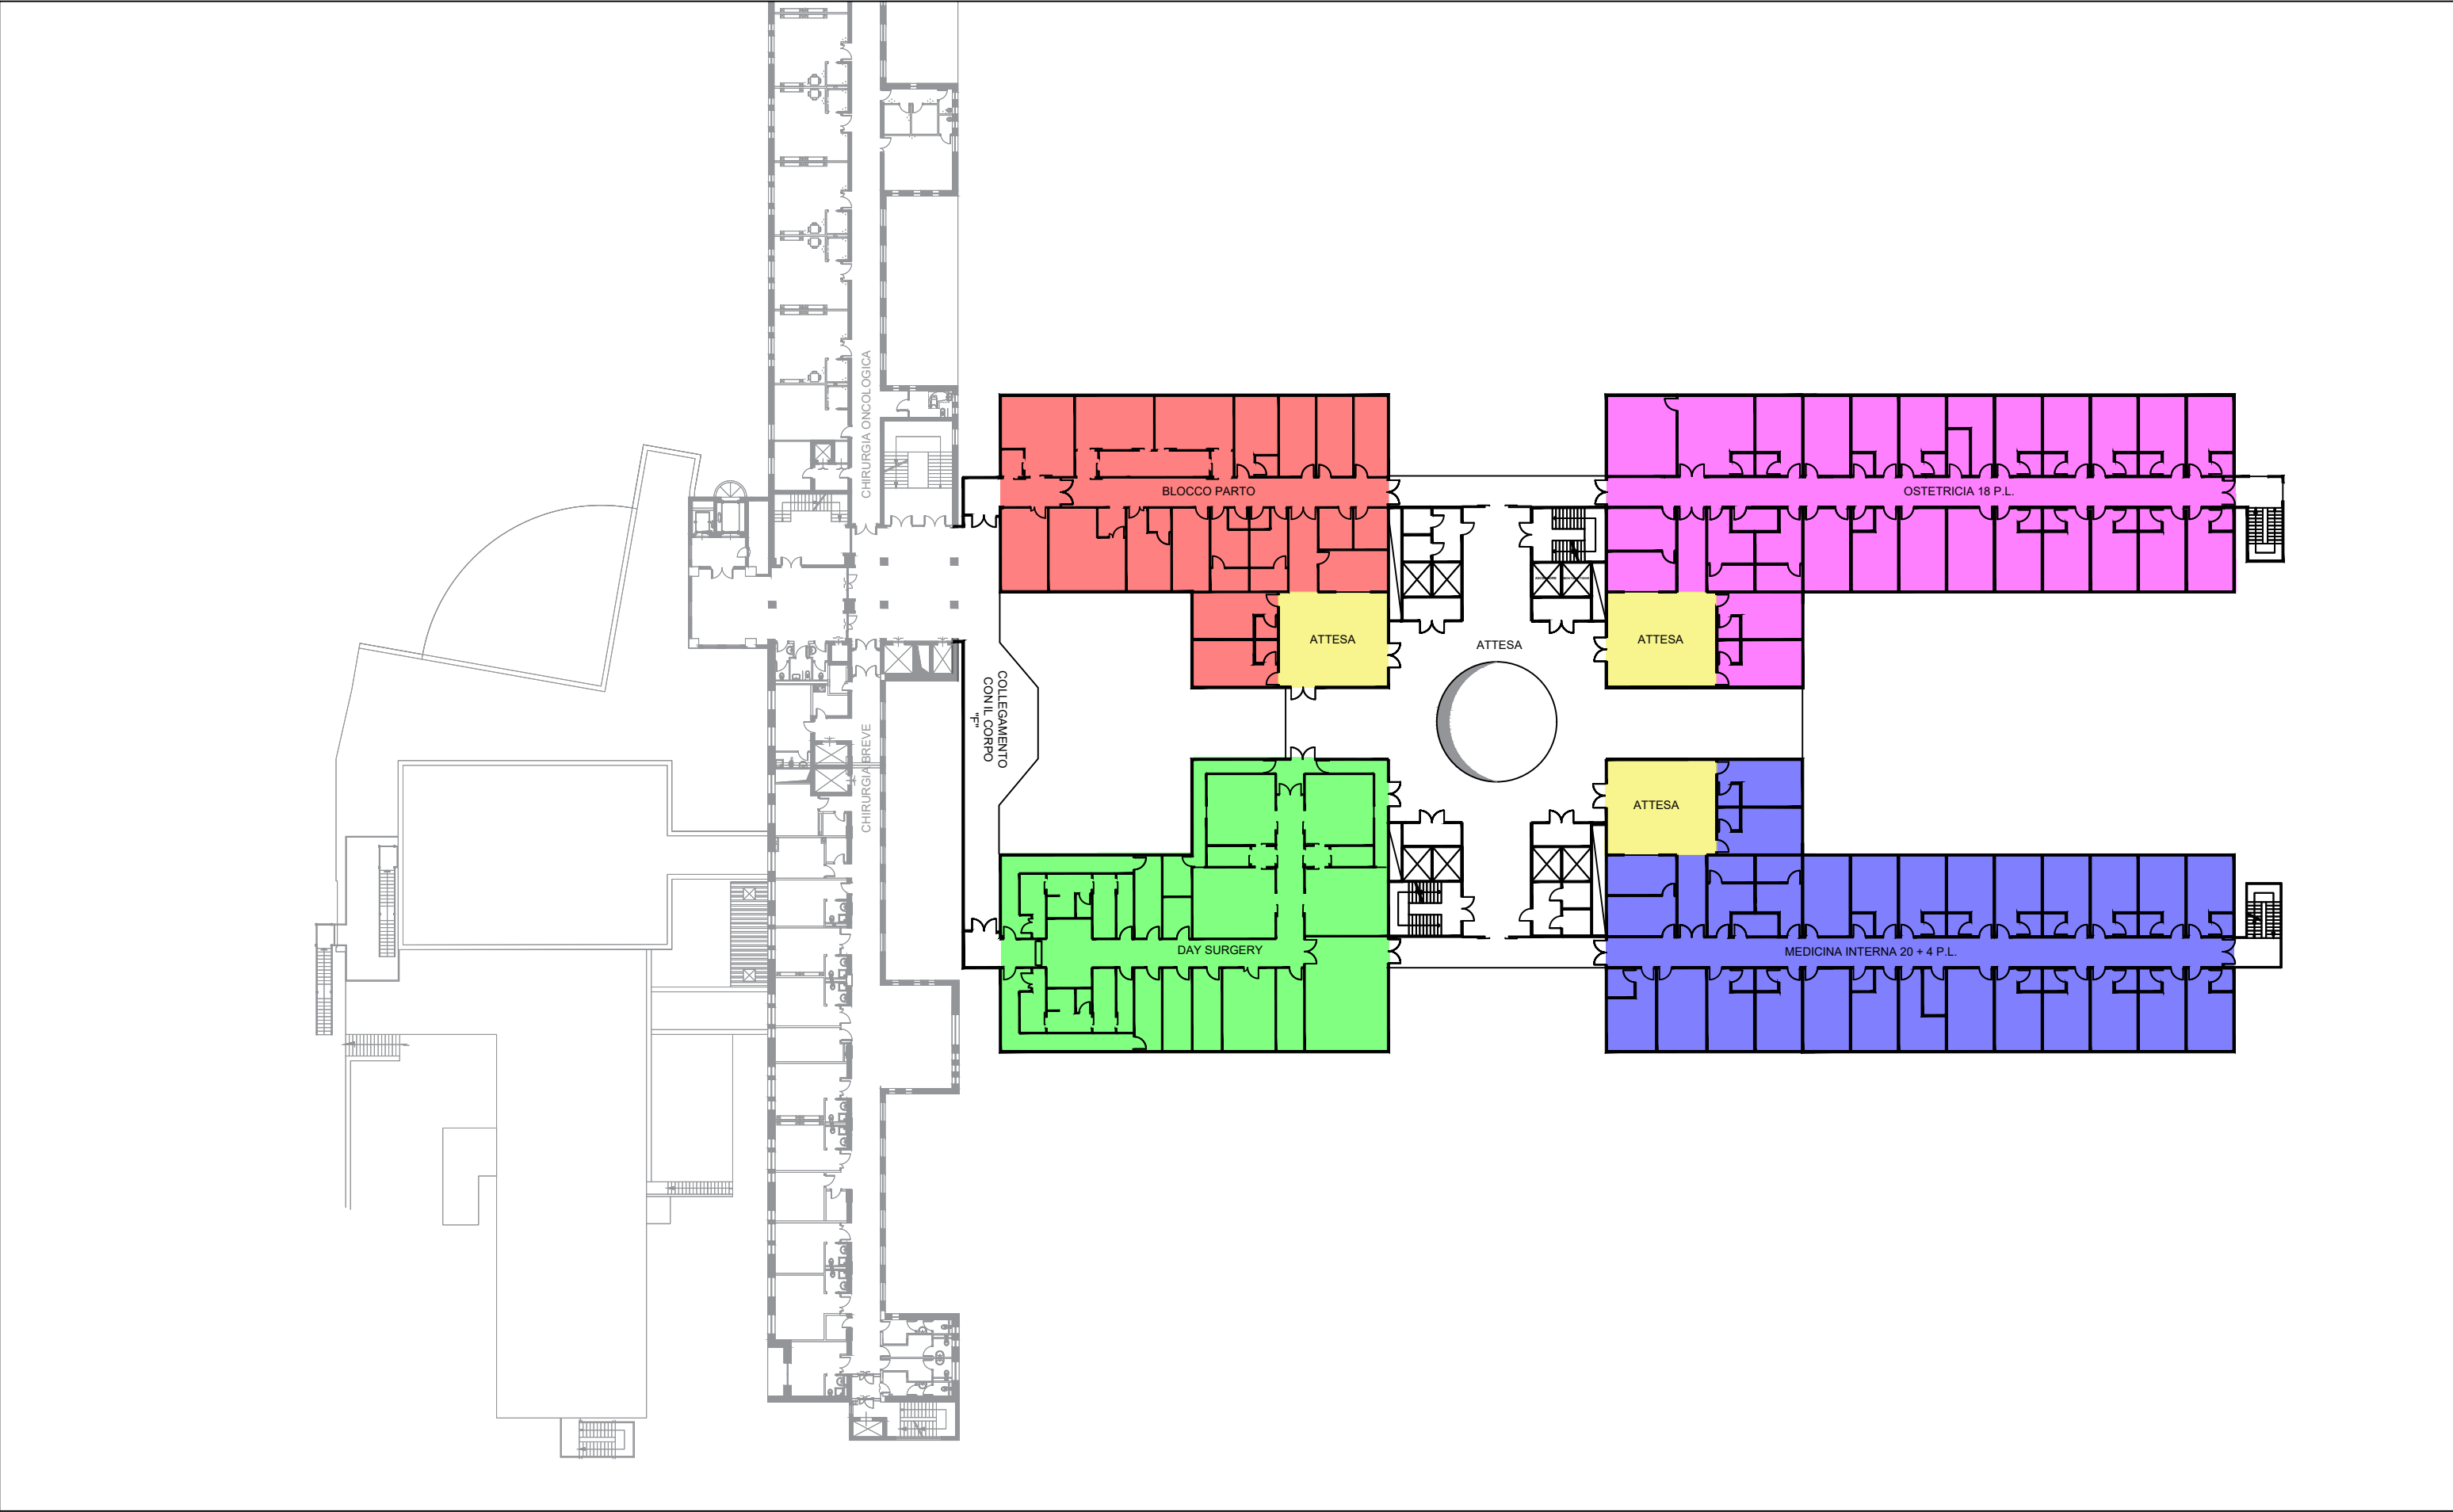 CHIRURGIA ONCOLOGICA
BLOCCO PARTO
OSTETRICIA 18 P.L.
ATTESA
ATTESA
ATTESA
COLLEGAMENTO
CON IL CORPO
"F"
CHIRURGIA BREVE
ATTESA
DAY SURGERY
MEDICINA INTERNA 20 + 4 P.L.